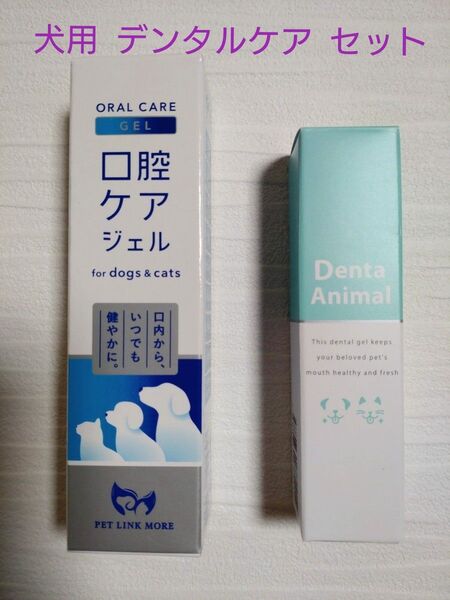 犬用 デンタルケア セット
ORAL CARE
GEL
口腔
ケア
ジェル
for dogs & cats
口内から、
いつでも
健やかに。
PET LINK MORE
Denta
Animal
This dental gel keeps
your beloved pet's
mouth healthy and fresh